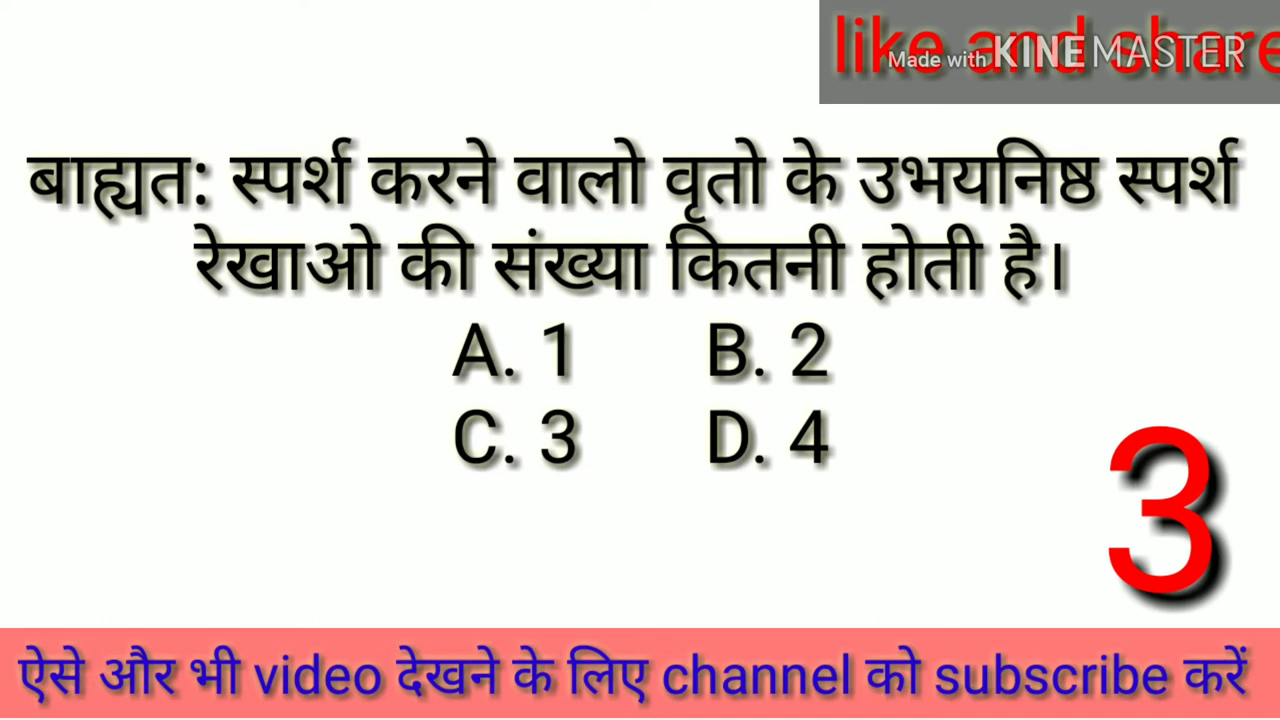 like and share
Made with KINEMASTER
बाह्यत: स्पर्श करने वालो वृतो के उभयनिष्ठ स्पर्श
रेखाओ की संख्या कितनी होती है।
A. 1 B. 2
C. 3 D. 4
3
ऐसे और भी video देखने के लिए channel को subscribe करें